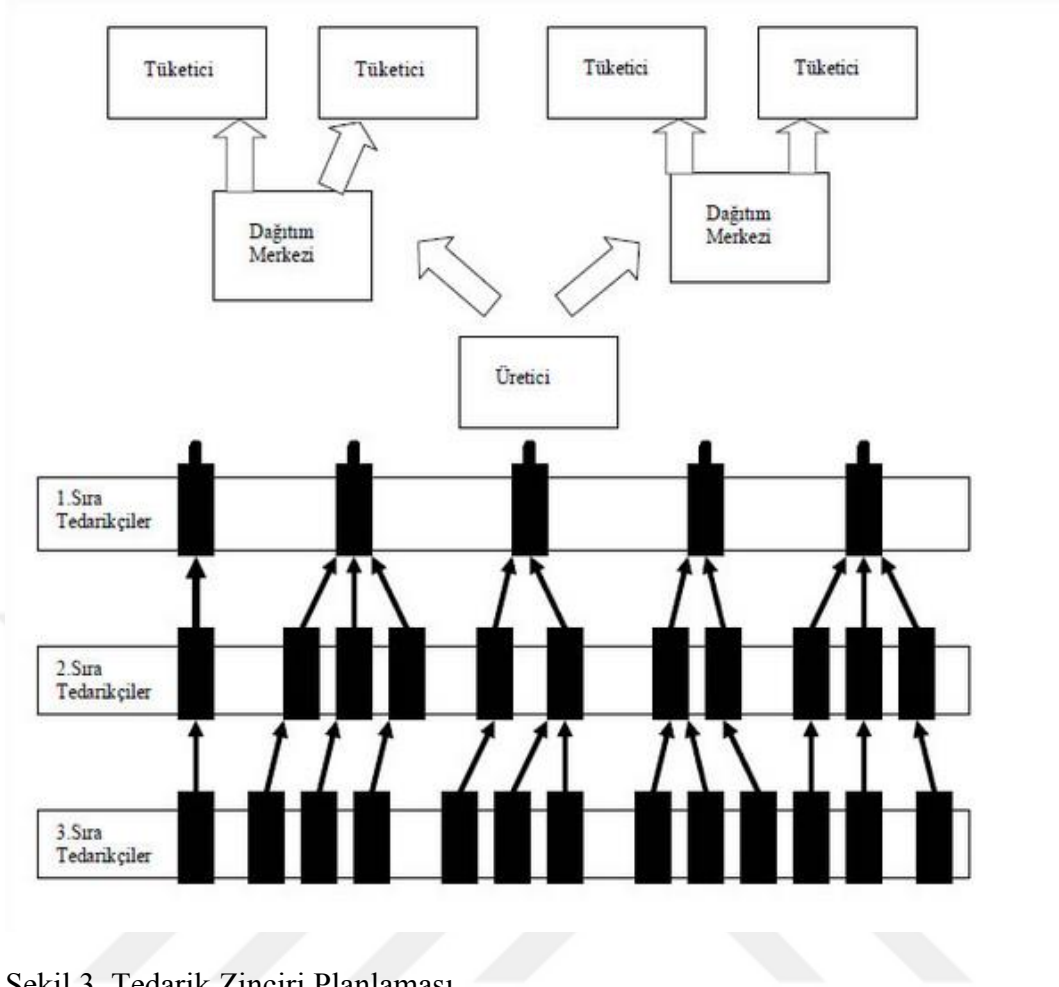 Tüketici
Tüketici
Tüketici
Tüketici
Dağıtım
Merkezi
Dağıtım
Merkezi
Üretici
1.Sıra
Tedarikçiler
2.Sıra
Tedarikçiler
3.Sıra
Tedarikçiler
Şekil 3. Tedarik Zinciri Planlaması